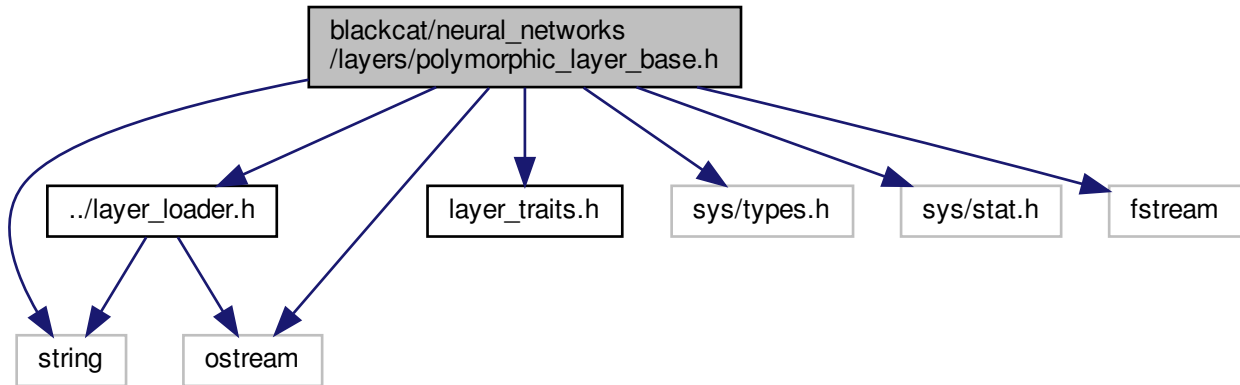 blackcat/neural_networks
/layers/polymorphic_layer_base.h
../layer_loader.h
layer_traits.h
sys/types.h
sys/stat.h
fstream
string
ostream